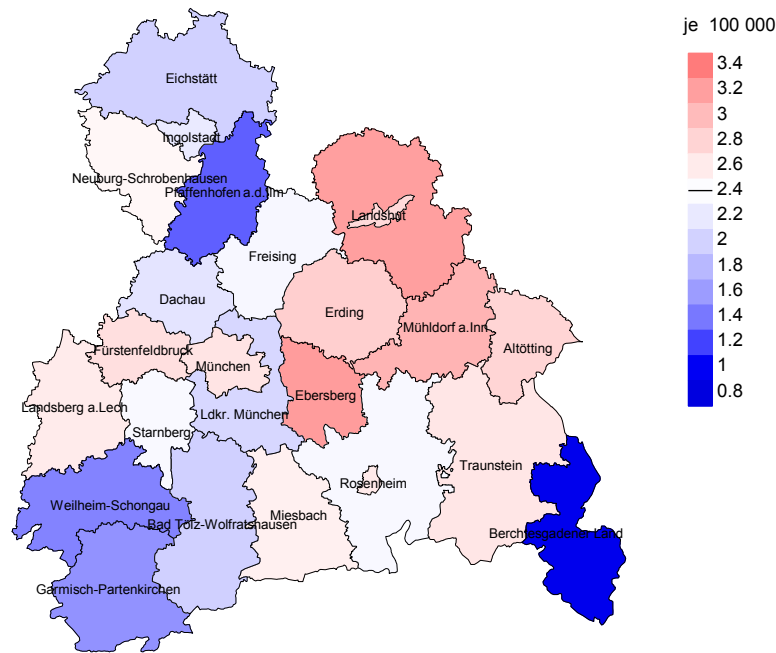 je 100 000
3.4
3.2
3
2.8
2.6
2.4
2.2
2
1.8
1.6
1.4
1.2
1
0.8
Eichstätt
Ingolstadt
Neuburg-Schrobenhausen
Pfaffenhofen a.d.Ilm
Landshut
Freising
Dachau
Erding
Mühldorf a.Inn
Altötting
Fürstenfeldbruck
München
Ebersberg
Landsberg a.Lech
Ldkr. München
Starnberg
Traunstein
Rosenheim
Weilheim-Schongau
Miesbach
Bad Tölz-Wolfratshausen
Berchtesgadener Land
Garmisch-Partenkirchen